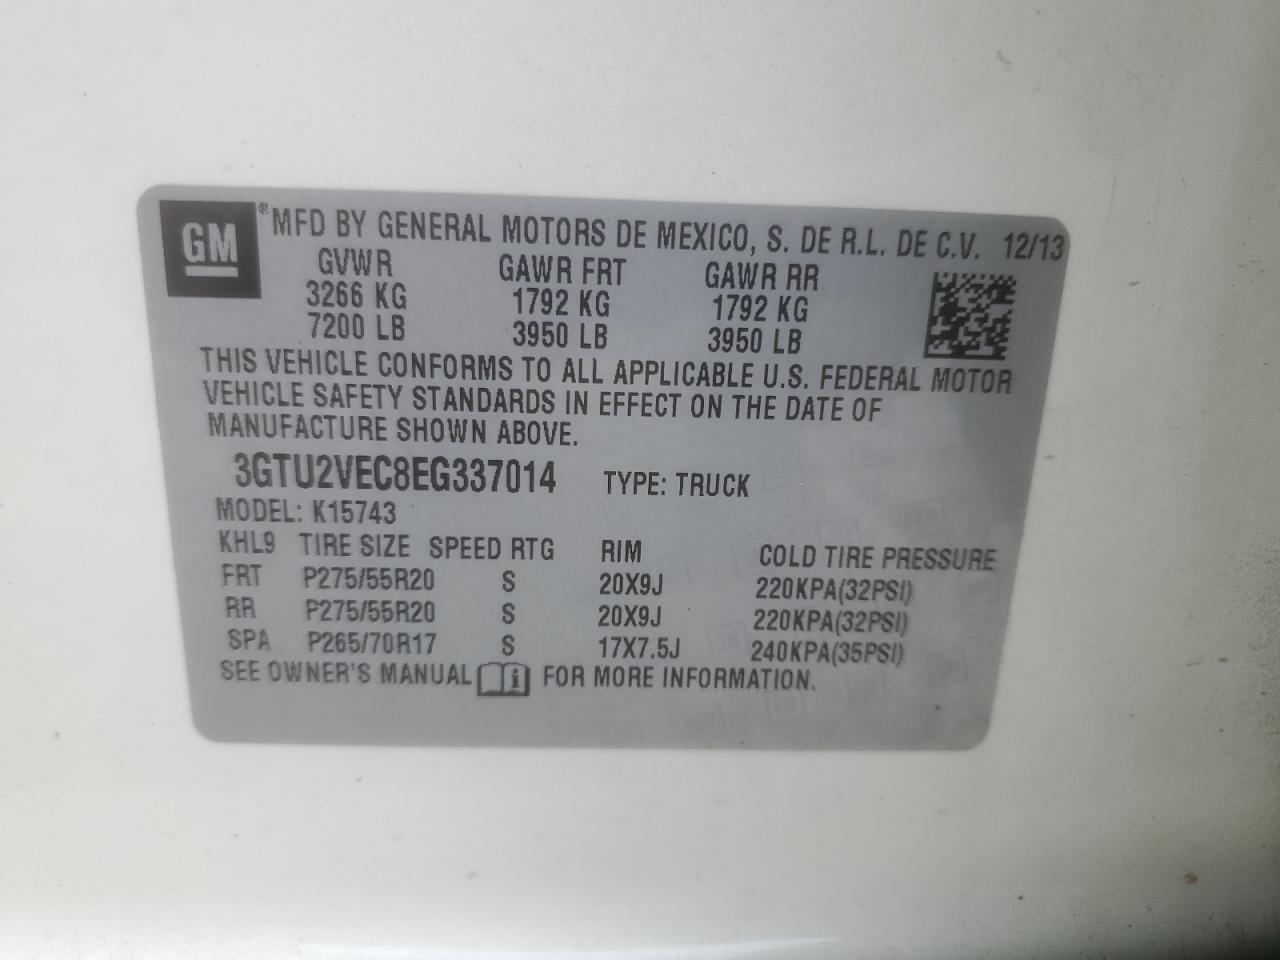 GM ® MFD BY GENERAL MOTORS DE MEXICO, S. DE R.L. DE C.V. 12/13
GVWR GAWR FRT GAWR RR
3266 KG 1792 KG 1792 KG
7200 LB 3950 LB 3950 LB
THIS VEHICLE CONFORMS TO ALL APPLICABLE U.S. FEDERAL MOTOR
VEHICLE SAFETY STANDARDS IN EFFECT ON THE DATE OF
MANUFACTURE SHOWN ABOVE.
3GTU2VEC8EG337014 TYPE: TRUCK
MODEL: K15743
KHL9 TIRE SIZE SPEED RTG RIM COLD TIRE PRESSURE
FRT P275/55R20 S 20X9J 220KPA(32PSI)
RR P275/55R20 S 20X9J 220KPA(32PSI)
SPA P265/70R17 S 17X7.5J 240KPA(35PSI)
SEE OWNER'S MANUAL i FOR MORE INFORMATION.